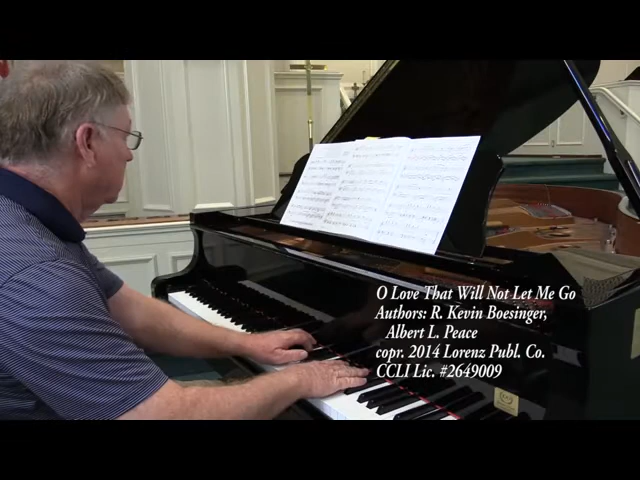 O Love That Will Not Let Me Go
Authors: R. Kevin Boesinger,
Albert L. Peace
copr. 2014 Lorenz Publ. Co.
CCLI Lic. #2649009